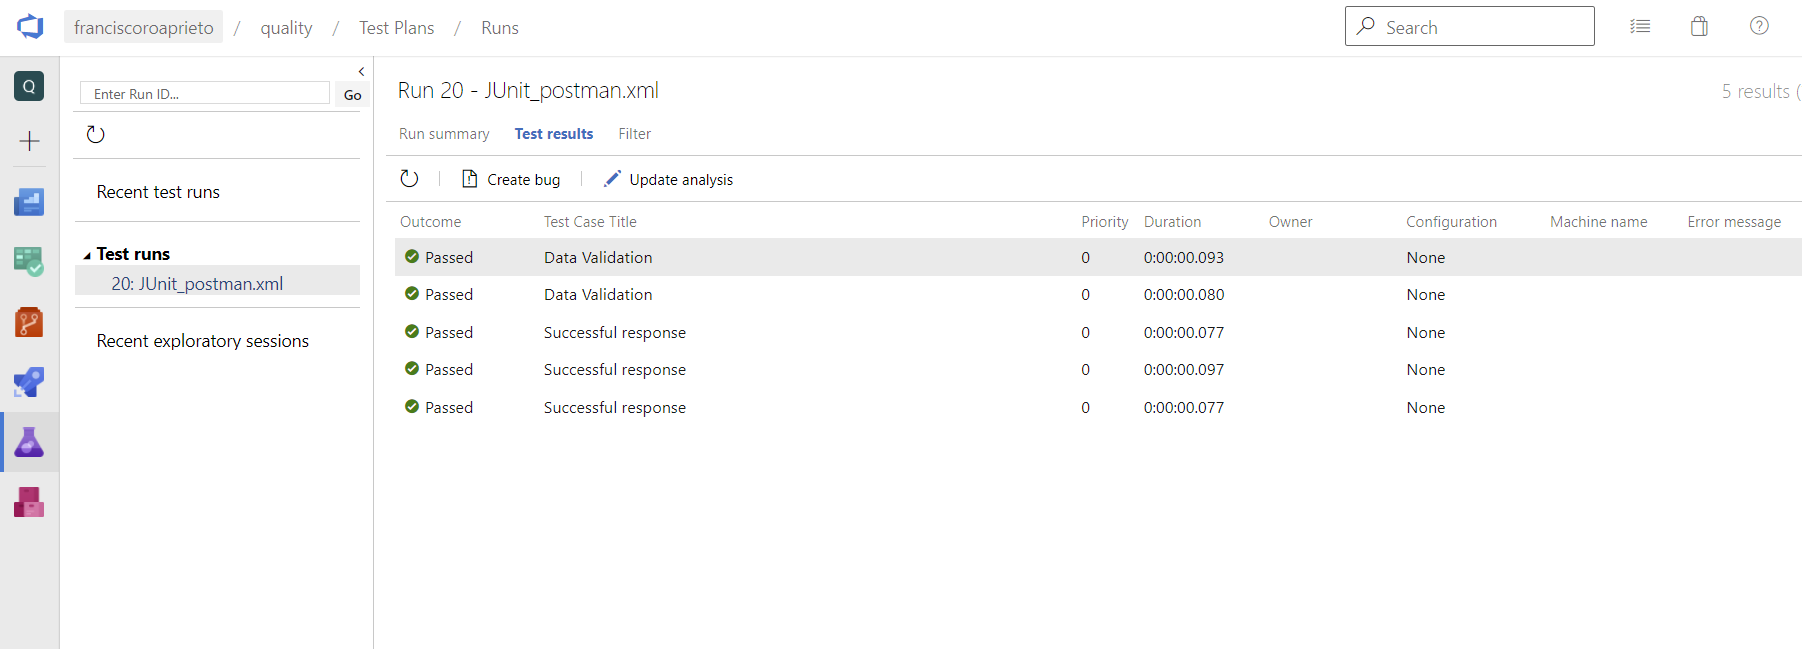 franciscoroaprieto / quality / Test Plans / Runs
Search
Q
Enter Run ID...
Go
Recent test runs
Test runs
20: JUnit_postman.xml
Recent exploratory sessions
Run 20 - JUnit_postman.xml
5 results (
Run summary Test results Filter
Create bug Update analysis
Outcome Test Case Title Priority Duration Owner Configuration Machine name Error message
Passed Data Validation 0 0:00:00.093 None
Passed Data Validation 0 0:00:00.080 None
Passed Successful response 0 0:00:00.077 None
Passed Successful response 0 0:00:00.097 None
Passed Successful response 0 0:00:00.077 None